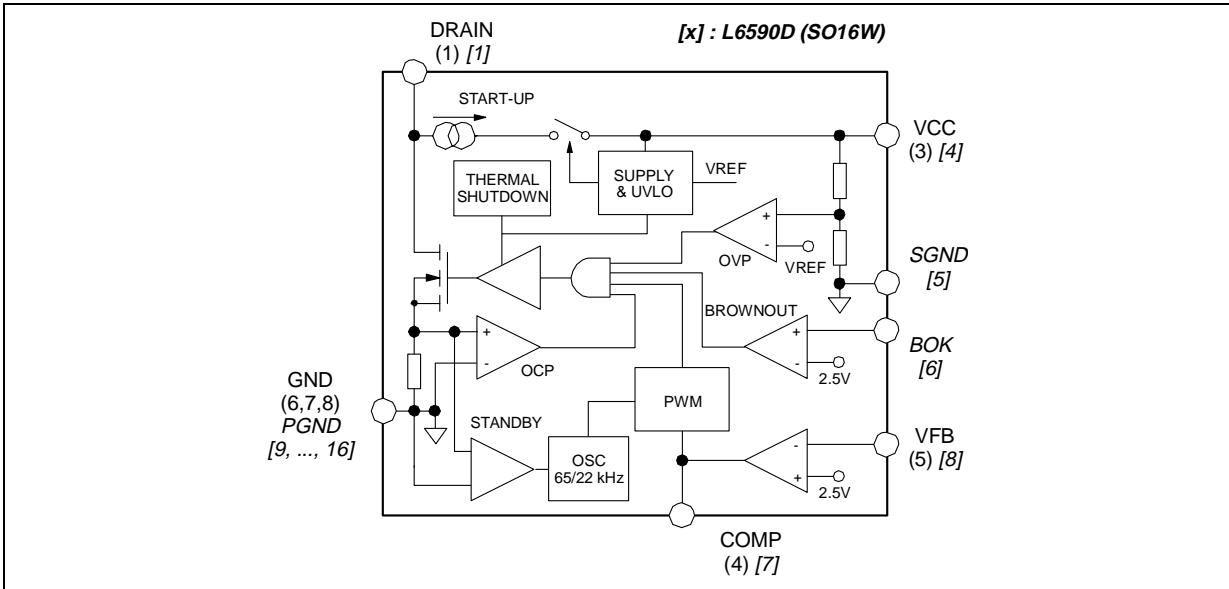 DRAIN
(1) [1]
[x] : L6590D (SO16W)
START-UP
VCC
(3) [4]
THERMAL
SHUTDOWN
SUPPLY
& UVLO
VREF
+
-
OVP
VREF
SGND
[5]
BROWNOUT
+
-
2.5V
BOK
[6]
+
-
OCP
GND
(6,7,8)
PGND
[9, ..., 16]
PWM
STANDBY
OSC
65/22 kHz
-
+
2.5V
VFB
(5) [8]
COMP
(4) [7]